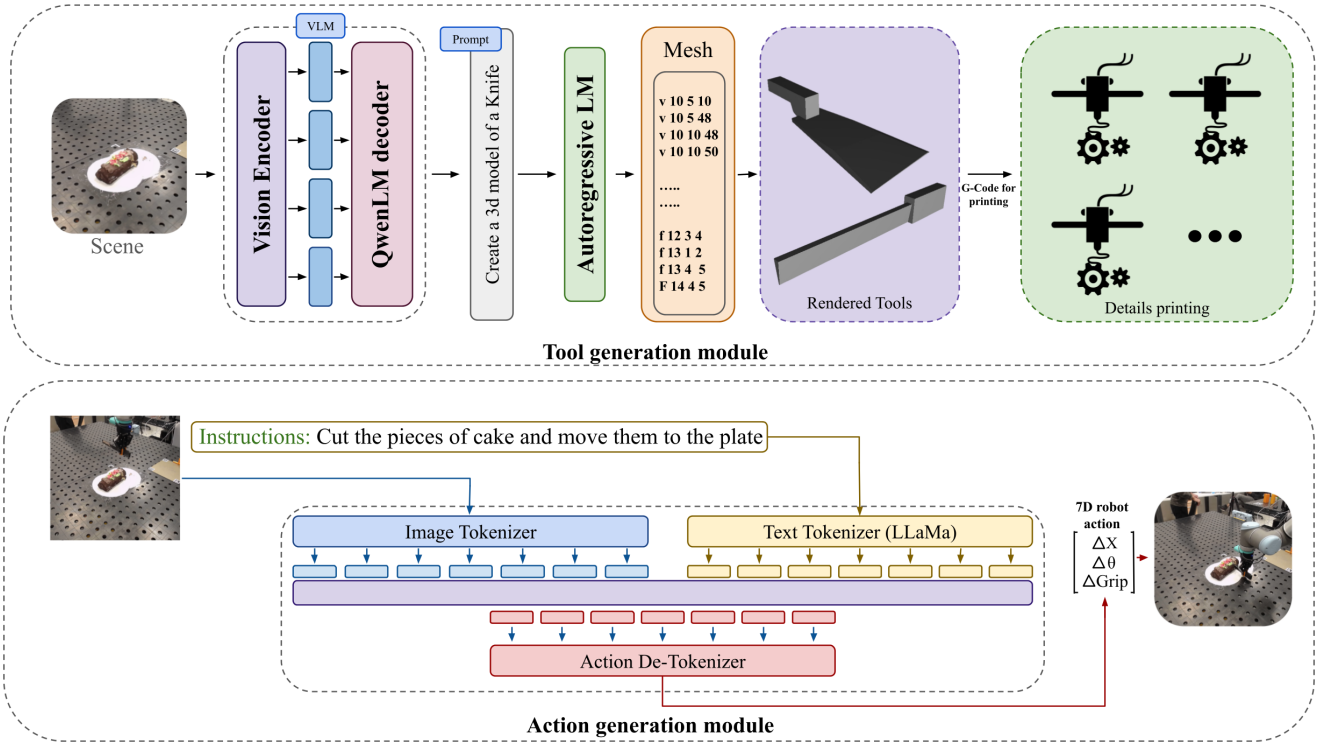 VLM
Prompt
Scene
Vision Encoder
QwenLM decoder
Create a 3d model of a Knife
Autoregressive LM
Mesh
v 10 5 10
v 10 5 48
v 10 10 48
v 10 10 50
.....
.....
f 12 3 4
f 13 1 2
f 13 4 5
F 14 4 5
Rendered Tools
G-Code for
printing
Details printing
Tool generation module
Instructions: Cut the pieces of cake and move them to the plate
Image Tokenizer
Text Tokenizer (LLaMa)
7D robot
action
ΔX
Δθ
ΔGrip
Action De-Tokenizer
Action generation module